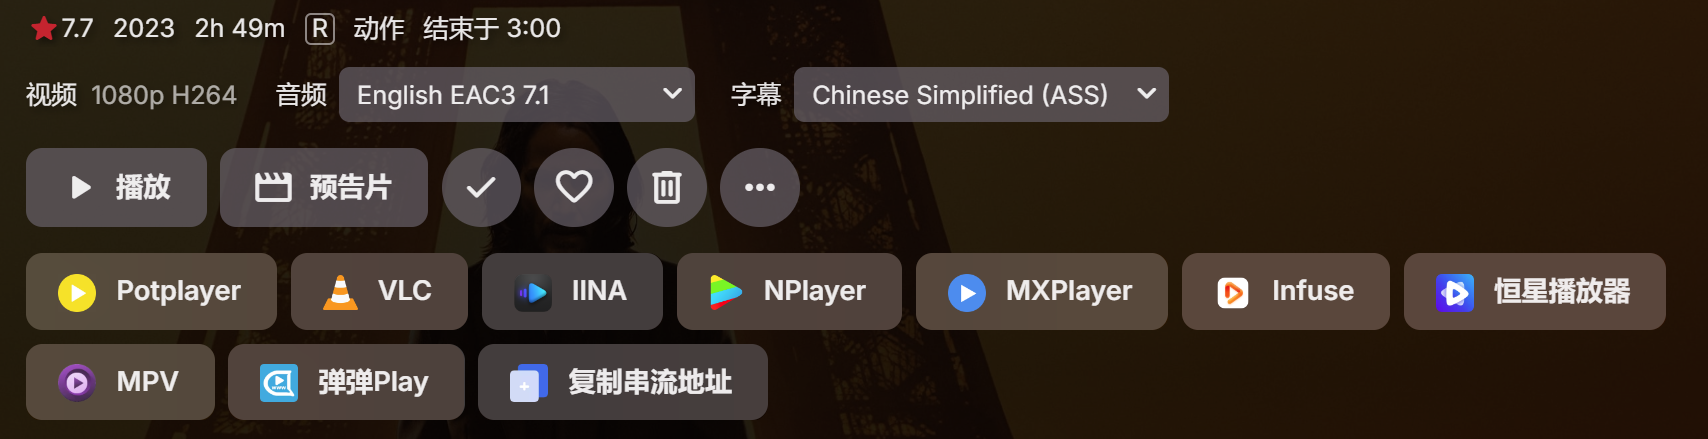 7.7 2023 2h 49m R 动作 结束于 3:00
视频 1080p H264 音频 English EAC3 7.1 字幕 Chinese Simplified (ASS)
播放 预告片
Potplayer VLC IINA NPlayer MXPlayer Infuse 恒星播放器
MPV 弹弹Play 复制串流地址